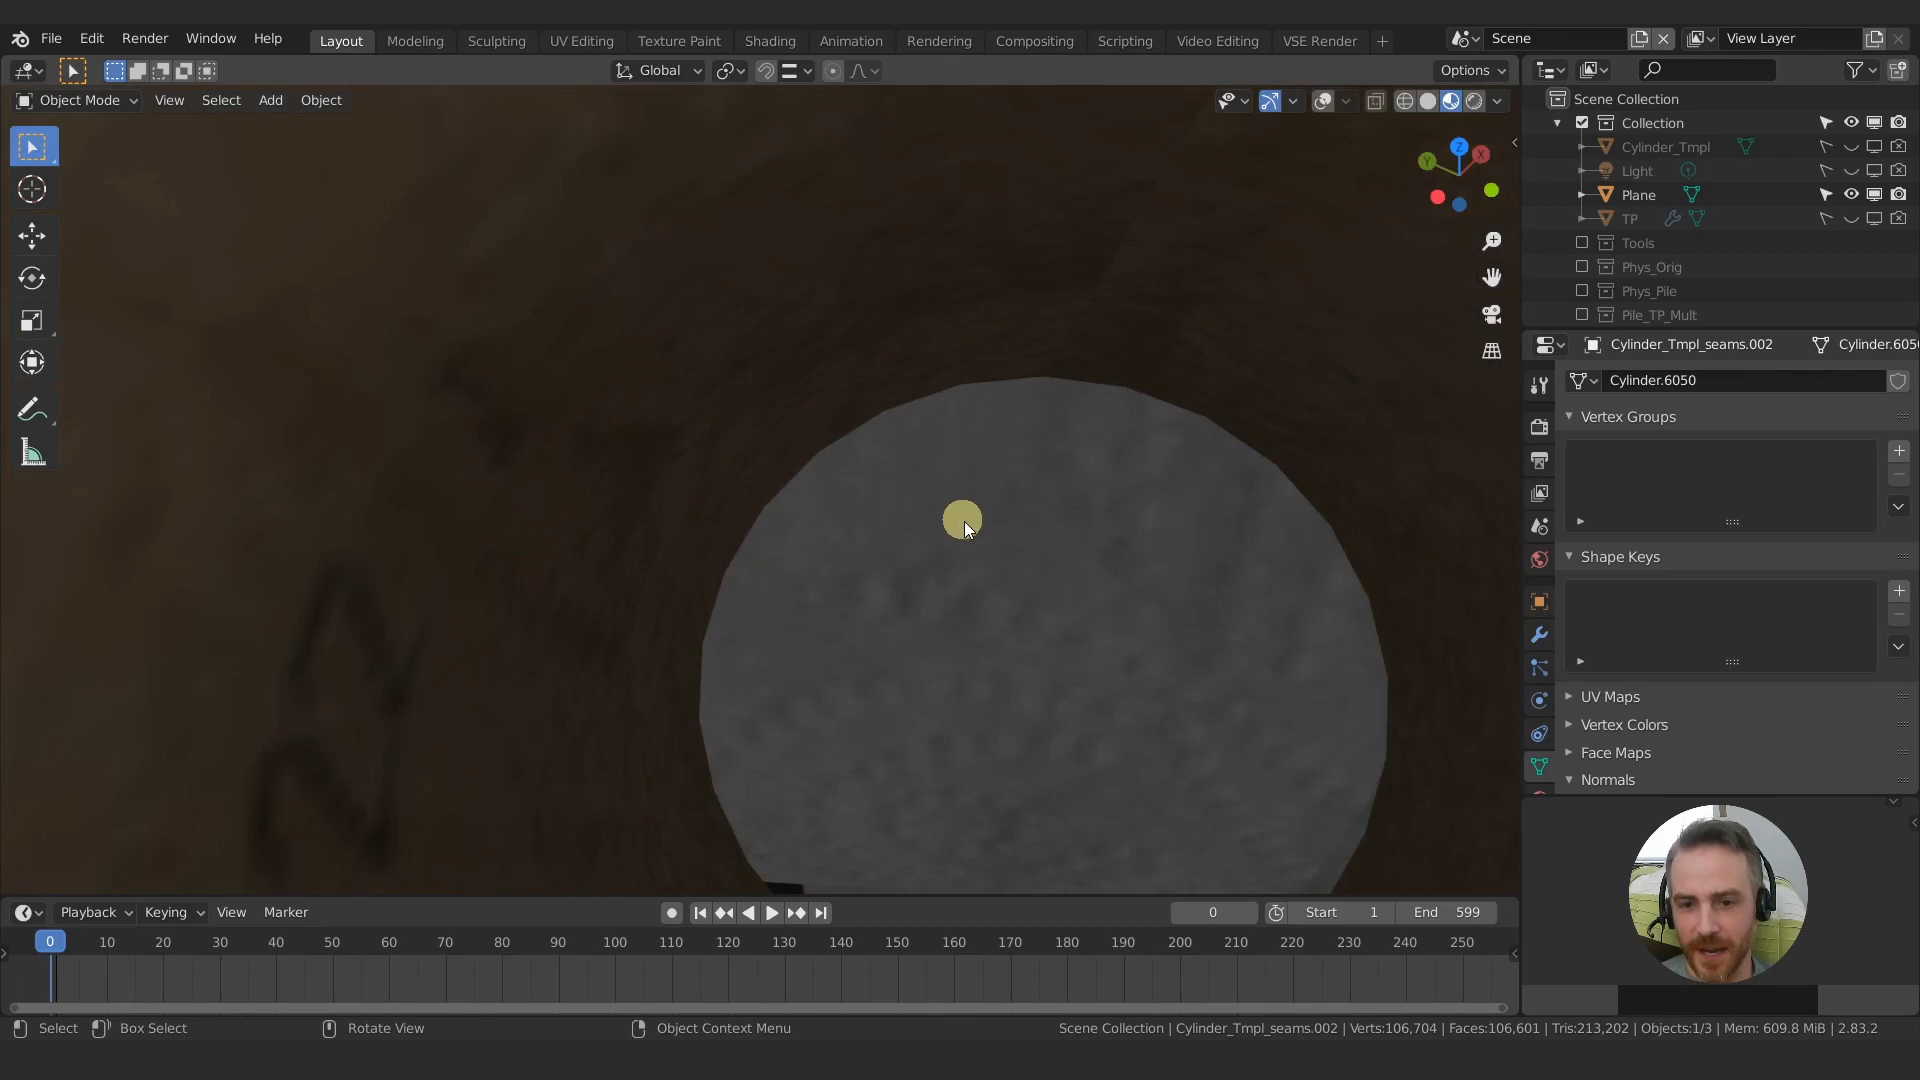 File Edit Render Window Help Layout Modeling Sculpting UV Editing Texture Paint Shading Animation Rendering Compositing Scripting Video Editing VSE Render Scene View Layer
Global Options
Object Mode View Select Add Object
Scene Collection
Collection
Cylinder_Tmpl
Light
Plane
TP
Tools
Phys_Orig
Phys_Pile
Pile_TP_Mult
Z
X
Y
Cylinder_Tmpl_seams.002 Cylinder.605
Cylinder.6050
Vertex Groups
Shape Keys
UV Maps
Vertex Colors
Face Maps
Normals
Playback Keying View Marker 0 Start 1 End 599
0 10 20 30 40 50 60 70 80 90 100 110 120 130 140 150 160 170 180 190 200 210 220 230 240 250
Select Box Select Rotate View Object Context Menu Scene Collection | Cylinder_Tmpl_seams.002 | Verts:106,704 | Faces:106,601 | Tris:213,202 | Objects:1/3 | Mem: 609.8 MiB | 2.83.2